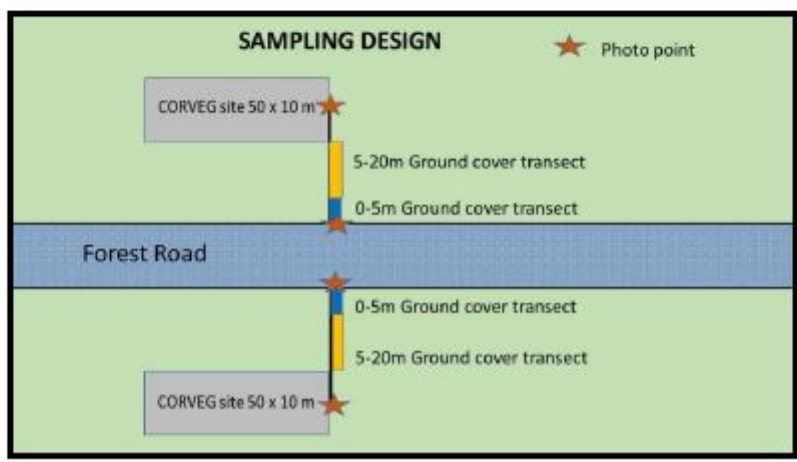 SAMPLING DESIGN
Photo point
CORVEG site 50 x 10 m
5-20m Ground cover transect
0-5m Ground cover transect
Forest Road
0-5m Ground cover transect
5-20m Ground cover transect
CORVEG site 50 x 10 m